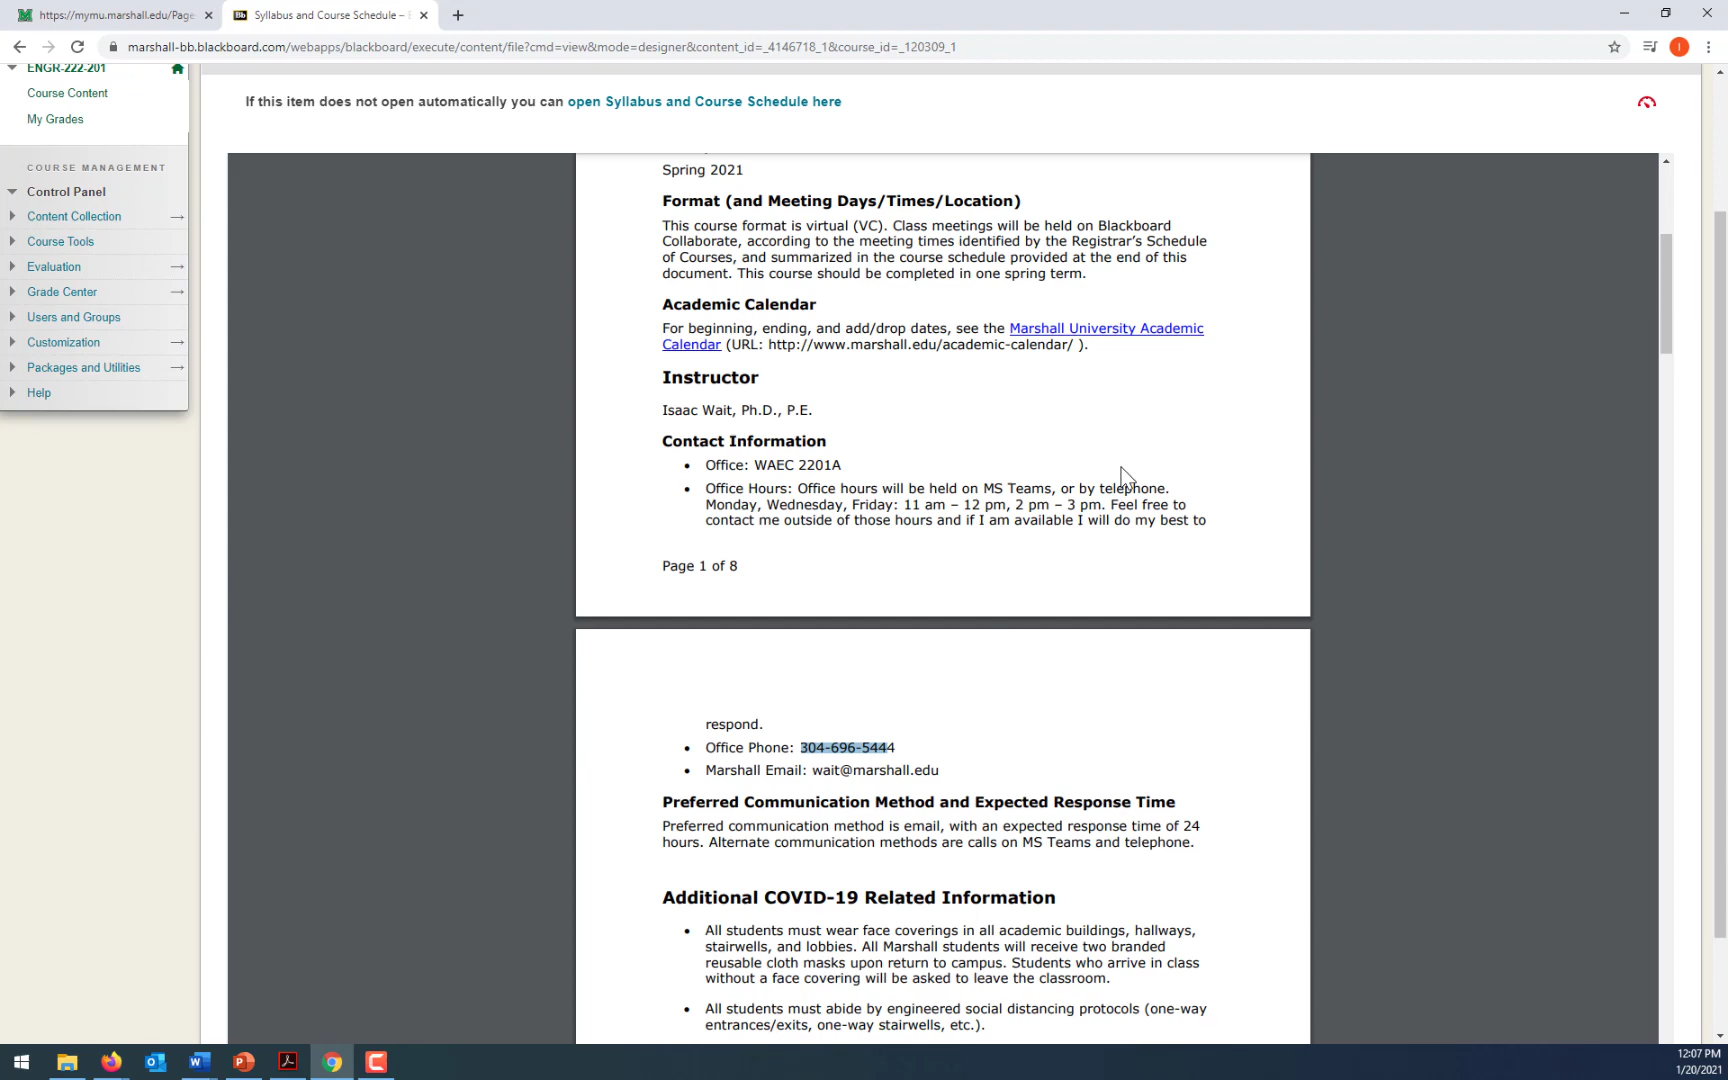 https://mymu.marshall.edu/Page
Syllabus and Course Schedule –
marshall-bb.blackboard.com/webapps/blackboard/execute/content/file?cmd=view&mode=designer&content_id=_4146718_1&course_id=_120309_1
ENGR-222-201
Course Content
My Grades
COURSE MANAGEMENT
Control Panel
Content Collection
Course Tools
Evaluation
Grade Center
Users and Groups
Customization
Packages and Utilities
Help
If this item does not open automatically you can open Syllabus and Course Schedule here
Spring 2021
Format (and Meeting Days/Times/Location)
This course format is virtual (VC). Class meetings will be held on Blackboard
Collaborate, according to the meeting times identified by the Registrar's Schedule
of Courses, and summarized in the course schedule provided at the end of this
document. This course should be completed in one spring term.
Academic Calendar
For beginning, ending, and add/drop dates, see the Marshall University Academic
Calendar (URL: http://www.marshall.edu/academic-calendar/ ).
Instructor
Isaac Wait, Ph.D., P.E.
Contact Information
• Office: WAEC 2201A
• Office Hours: Office hours will be held on MS Teams, or by telephone.
Monday, Wednesday, Friday: 11 am – 12 pm, 2 pm – 3 pm. Feel free to
contact me outside of those hours and if I am available I will do my best to
Page 1 of 8
respond.
• Office Phone: 304-696-5444
• Marshall Email: wait@marshall.edu
Preferred Communication Method and Expected Response Time
Preferred communication method is email, with an expected response time of 24
hours. Alternate communication methods are calls on MS Teams and telephone.
Additional COVID-19 Related Information
• All students must wear face coverings in all academic buildings, hallways,
stairwells, and lobbies. All Marshall students will receive two branded
reusable cloth masks upon return to campus. Students who arrive in class
without a face covering will be asked to leave the classroom.
• All students must abide by engineered social distancing protocols (one-way
entrances/exits, one-way stairwells, etc.).
12:07 PM
1/20/2021